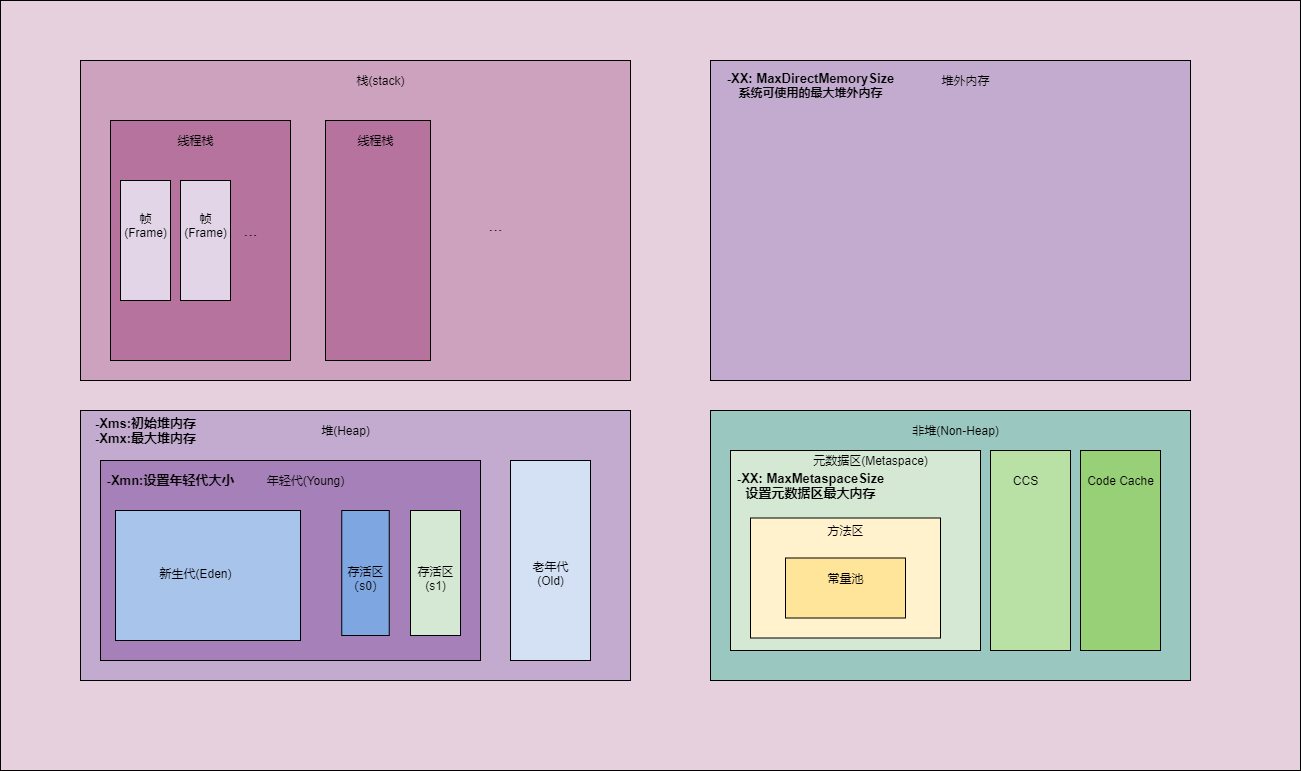 栈(stack)
线程栈
帧
(Frame)
帧
(Frame)
...
线程栈
...
-XX: MaxDirectMemorySize
系统可使用的最大堆外内存
堆外内存
-Xms:初始堆内存
-Xmx:最大堆内存
堆(Heap)
-Xmn:设置年轻代大小
年轻代(Young)
新生代(Eden)
存活区
(s0)
存活区
(s1)
老年代
(Old)
非堆(Non-Heap)
元数据区(Metaspace)
-XX: MaxMetaspaceSize
设置元数据区最大内存
方法区
常量池
CCS
Code Cache